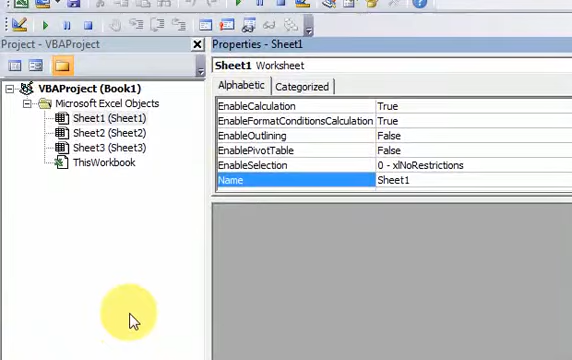 Project - VBAProject
VBAProject (Book1)
Microsoft Excel Objects
Sheet1 (Sheet1)
Sheet2 (Sheet2)
Sheet3 (Sheet3)
ThisWorkbook
Properties - Sheet1
Sheet1 Worksheet
Alphabetic Categorized
EnableCalculation True
EnableFormatConditionsCalculation True
EnableOutlining False
EnablePivotTable False
EnableSelection 0 - xlNoRestrictions
Name Sheet1